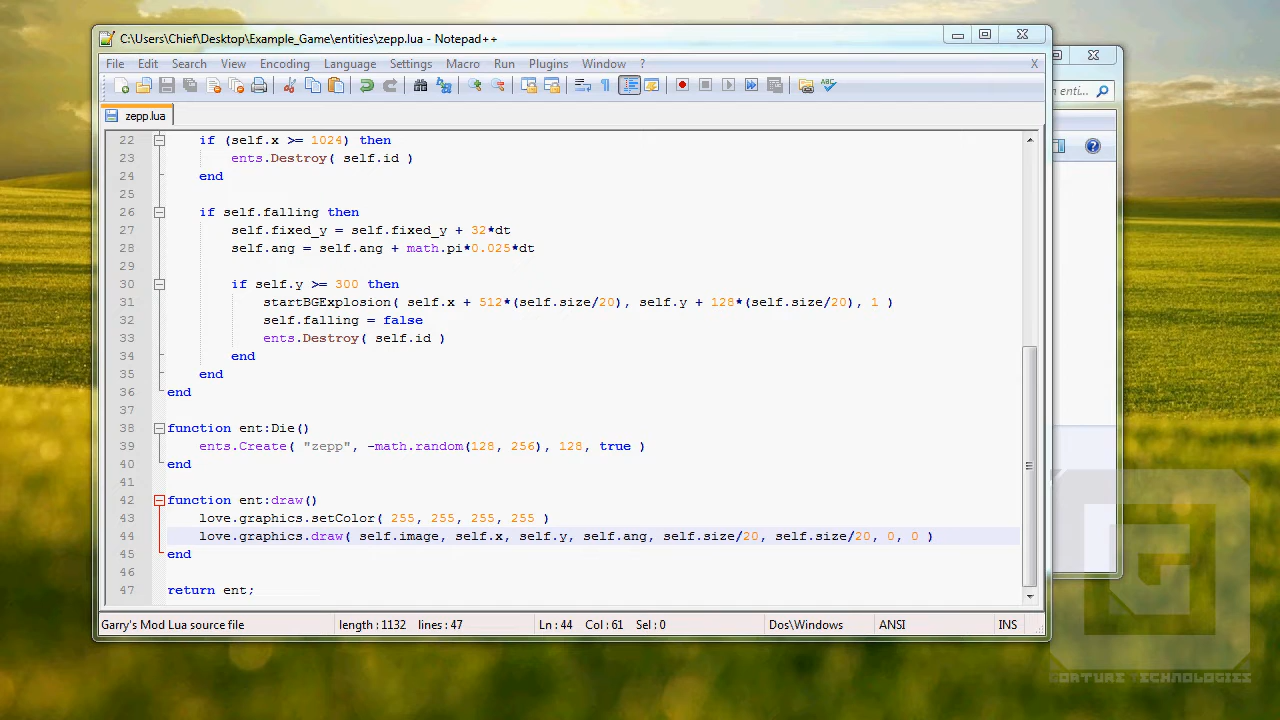 C:\Users\Chief\Desktop\Example_Game\entities\zepp.lua - Notepad++
File Edit Search View Encoding Language Settings Macro Run Plugins Window ? X
enti...
zepp.lua
22 if (self.x >= 1024) then
23 ents.Destroy( self.id )
24 end
25
26 if self.falling then
27 self.fixed_y = self.fixed_y + 32*dt
28 self.ang = self.ang + math.pi*0.025*dt
29
30 if self.y >= 300 then
31 startBGExplosion( self.x + 512*(self.size/20), self.y + 128*(self.size/20), 1 )
32 self.falling = false
33 ents.Destroy( self.id )
34 end
35 end
36 end
37
38 function ent:Die()
39 ents.Create( "zepp", -math.random(128, 256), 128, true )
40 end
41
42 function ent:draw()
43 love.graphics.setColor( 255, 255, 255, 255 )
44 love.graphics.draw( self.image, self.x, self.y, self.ang, self.size/20, self.size/20, 0, 0 )
45 end
46
47 return ent;
Garry's Mod Lua source file length : 1132 lines : 47 Ln : 44 Col : 61 Sel : 0 Dos\Windows ANSI INS
GORTURE TECHNOLOGIES